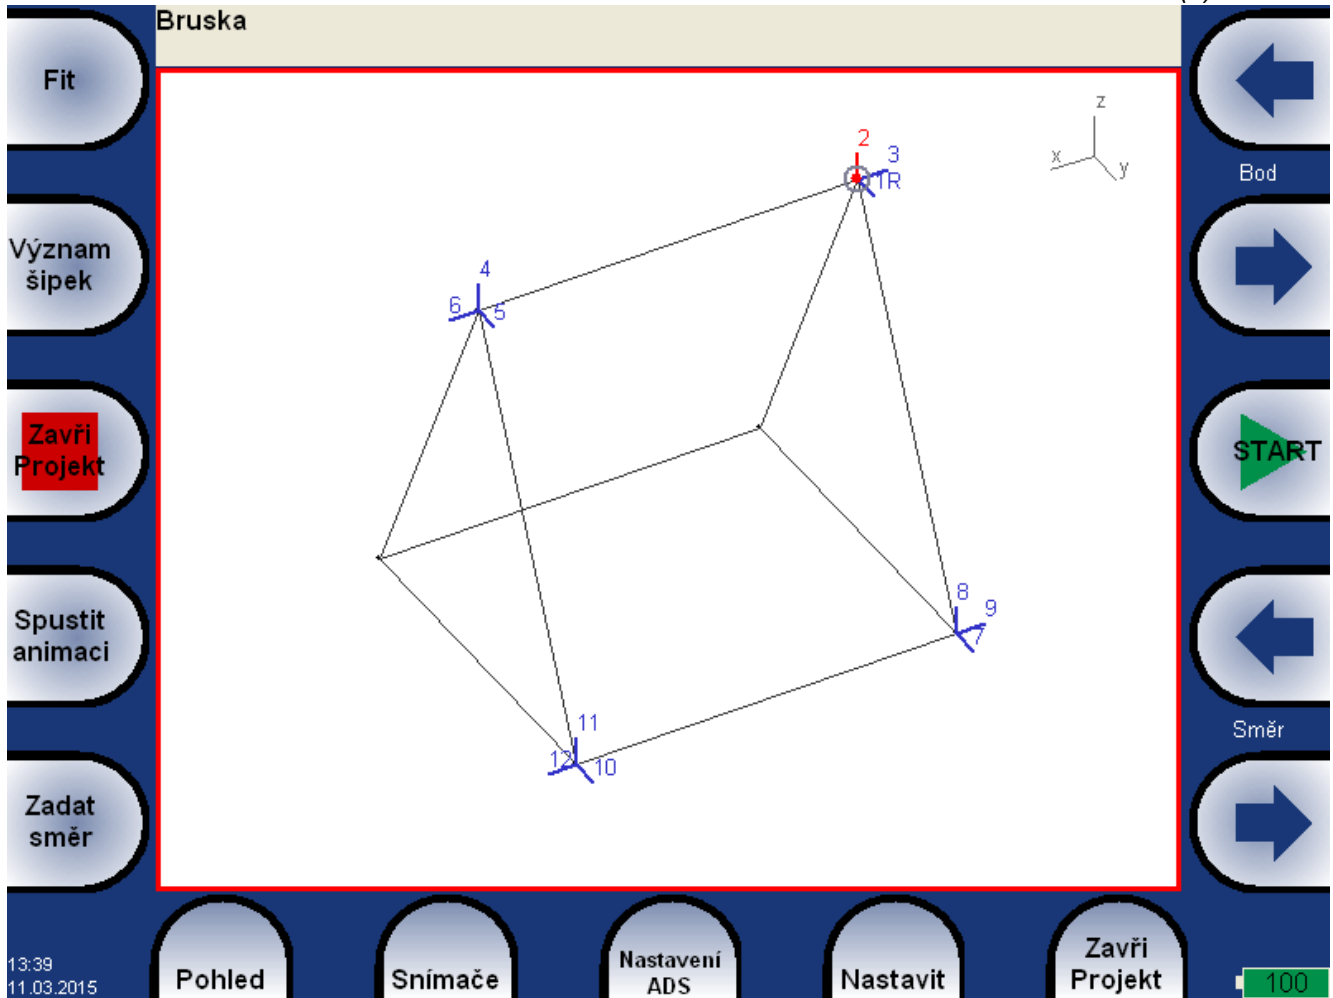 Bruska
Fit
Význam
šipek
Zavři
Projekt
Spustit
animaci
Zadat
směr
z
x
y
2
3
1R
4
6
5
8
9
7
11
12
10
Bod
START
Směr
13:39
11.03.2015
Pohled
Snímače
Nastavení
ADS
Nastavit
Zavři
Projekt
100